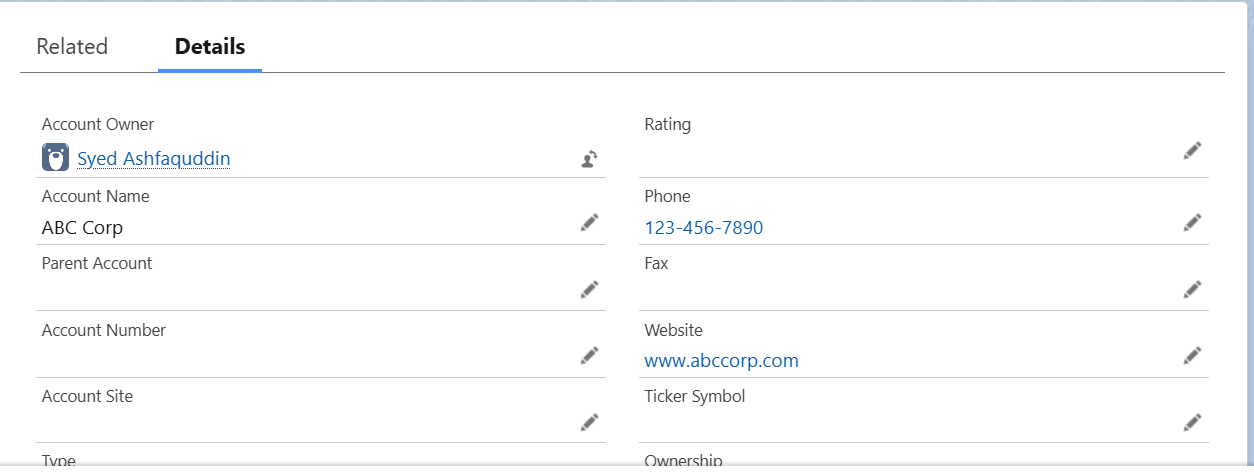 Related Details
Account Owner
Syed Ashfaquddin
Rating
Account Name
ABC Corp
Phone
123-456-7890
Parent Account
Fax
Account Number
Website
www.abccorp.com
Account Site
Ticker Symbol
Type
Ownership